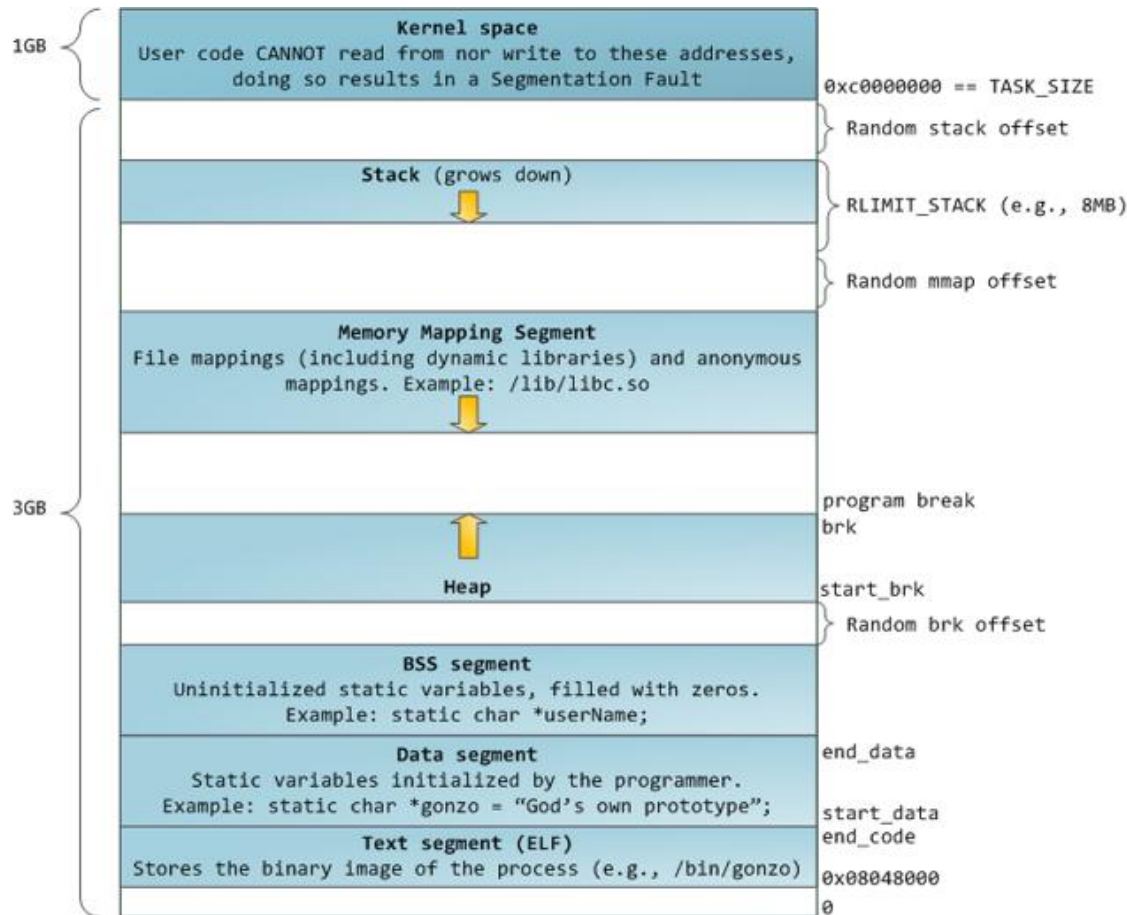 1GB
Kernel space
User code CANNOT read from nor write to these addresses,
doing so results in a Segmentation Fault
0xc0000000 == TASK_SIZE
Random stack offset
Stack (grows down)
RLIMIT_STACK (e.g., 8MB)
Random mmap offset
Memory Mapping Segment
File mappings (including dynamic libraries) and anonymous
mappings. Example: /lib/libc.so
3GB
program break
brk
Heap
start_brk
Random brk offset
BSS segment
Uninitialized static variables, filled with zeros.
Example: static char *userName;
Data segment
end_data
Static variables initialized by the programmer.
Example: static char *gonzo = “God’s own prototype”;
start_data
end_code
Text segment (ELF)
Stores the binary image of the process (e.g., /bin/gonzo)
0x08048000
0